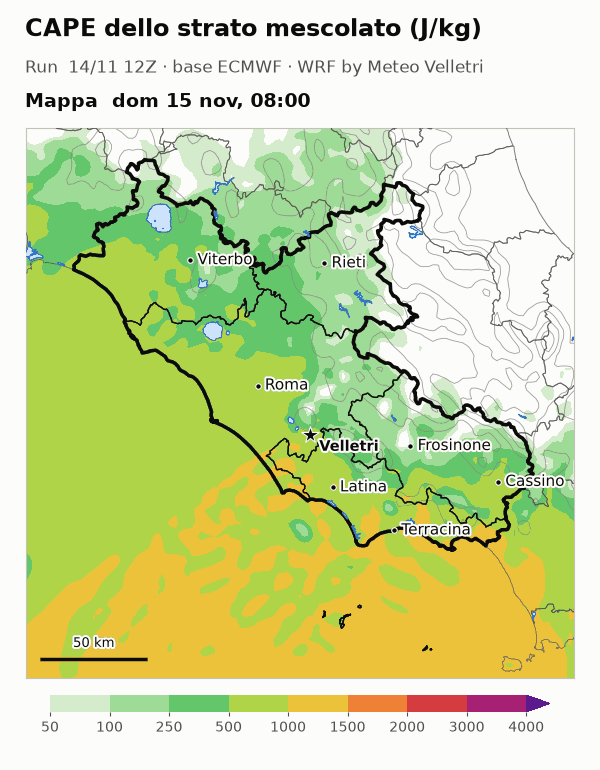 CAPE dello strato mescolato (J/kg)
Run  14/11 12Z · base ECMWF · WRF by Meteo Velletri
Mappa  dom 15 nov, 08:00
Viterbo
Rieti
Roma
Velletri
Frosinone
Latina
Cassino
Terracina
50 km
50 100 250 500 1000 1500 2000 3000 4000